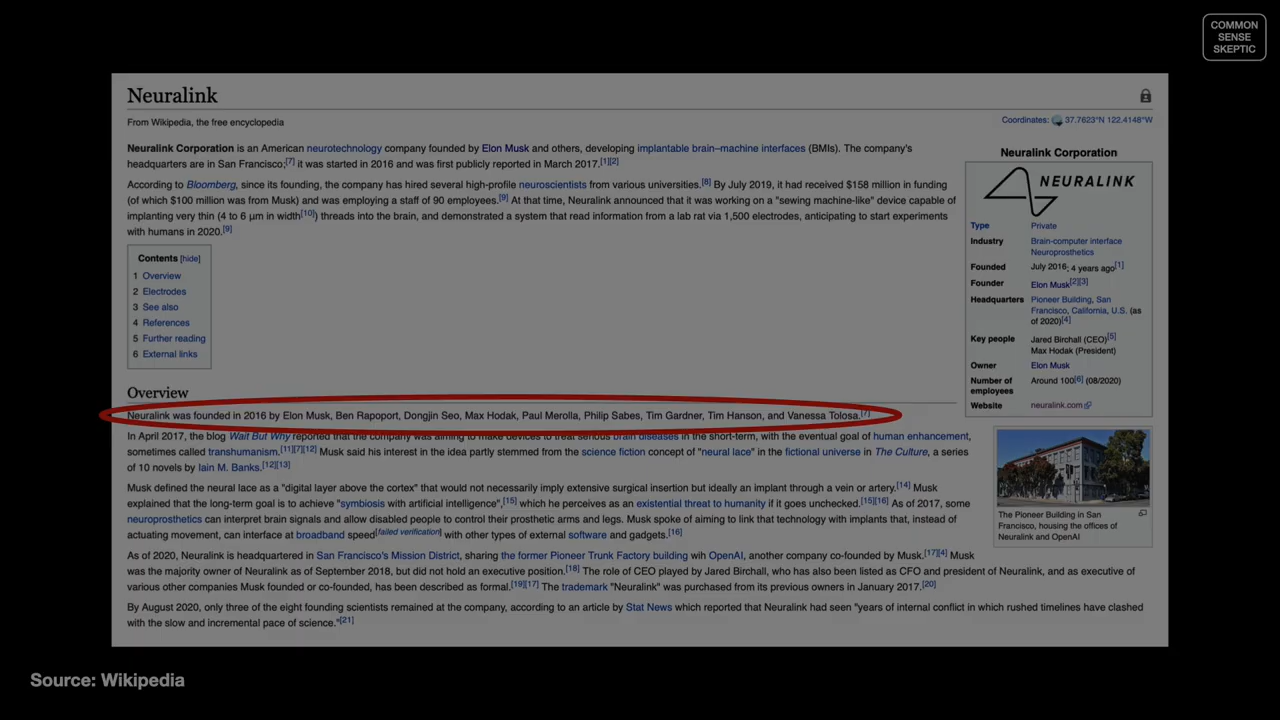 COMMON
SENSE
SKEPTIC
Neuralink
From Wikipedia, the free encyclopedia
Coordinates: 37.7623°N 122.4148°W
Neuralink Corporation is an American neurotechnology company founded by Elon Musk and others, developing implantable brain–machine interfaces (BMIs). The company's
headquarters are in San Francisco;[7] it was started in 2016 and was first publicly reported in March 2017.[1][2]
According to Bloomberg, since its founding, the company has hired several high-profile neuroscientists from various universities.[8] By July 2019, it had received $158 million in funding
(of which $100 million was from Musk) and was employing a staff of 90 employees.[9] At that time, Neuralink announced that it was working on a "sewing machine-like" device capable of
implanting very thin (4 to 6 μm in width[10]) threads into the brain, and demonstrated a system that read information from a lab rat via 1,500 electrodes, anticipating to start experiments
with humans in 2020.[9]
Contents [hide]
1 Overview
2 Electrodes
3 See also
4 References
5 Further reading
6 External links
Neuralink Corporation
NEURALINK
Type Private
Industry Brain-computer interface
Neuroprosthetics
Founded July 2016; 4 years ago[1]
Founder Elon Musk[2][3]
Headquarters Pioneer Building, San
Francisco, California, U.S. (as
of 2020)[4]
Key people Jared Birchall (CEO)[5]
Max Hodak (President)
Owner Elon Musk
Number of Around 100[6] (08/2020)
employees
Website neuralink.com
The Pioneer Building in San
Francisco, housing the offices of
Neuralink and OpenAI
Overview
Neuralink was founded in 2016 by Elon Musk, Ben Rapoport, Dongjin Seo, Max Hodak, Paul Merolla, Philip Sabes, Tim Gardner, Tim Hanson, and Vanessa Tolosa.[7]
In April 2017, the blog Wait But Why reported that the company was aiming to make devices to treat serious brain diseases in the short-term, with the eventual goal of human enhancement,
sometimes called transhumanism.[11][7][12] Musk said his interest in the idea partly stemmed from the science fiction concept of "neural lace" in the fictional universe in The Culture, a series
of 10 novels by Iain M. Banks.[12][13]
Musk defined the neural lace as a "digital layer above the cortex" that would not necessarily imply extensive surgical insertion but ideally an implant through a vein or artery.[14] Musk
explained that the long-term goal is to achieve "symbiosis with artificial intelligence",[15] which he perceives as an existential threat to humanity if it goes unchecked.[15][16] As of 2017, some
neuroprosthetics can interpret brain signals and allow disabled people to control their prosthetic arms and legs. Musk spoke of aiming to link that technology with implants that, instead of
actuating movement, can interface at broadband speed[failed verification] with other types of external software and gadgets.[16]
As of 2020, Neuralink is headquartered in San Francisco's Mission District, sharing the former Pioneer Trunk Factory building wih OpenAI, another company co-founded by Musk.[17][4] Musk
was the majority owner of Neuralink as of September 2018, but did not hold an executive position.[18] The role of CEO played by Jared Birchall, who has also been listed as CFO and president of Neuralink, and as executive of
various other companies Musk founded or co-founded, has been described as formal.[19][17] The trademark "Neuralink" was purchased from its previous owners in January 2017.[20]
By August 2020, only three of the eight founding scientists remained at the company, according to an article by Stat News which reported that Neuralink had seen "years of internal conflict in which rushed timelines have clashed
with the slow and incremental pace of science."[21]
Source: Wikipedia